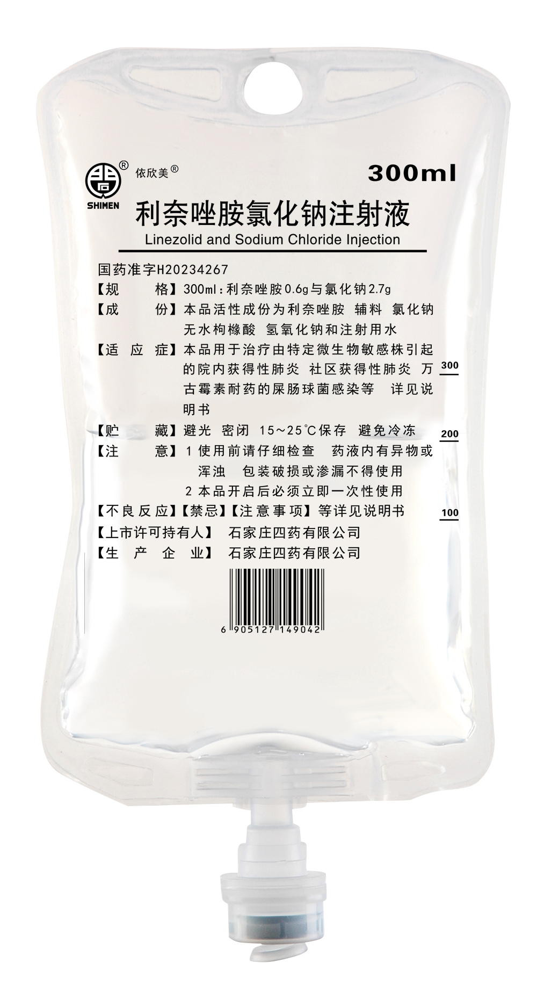 依欣美®
300ml
SHIMEN
利奈唑胺氯化钠注射液
Linezolid and Sodium Chloride Injection
国药准字H20234267
【规格】300ml:利奈唑胺0.6g与氯化钠2.7g
【成份】本品活性成份为利奈唑胺 辅料 氯化钠
无水枸橼酸 氢氧化钠和注射用水
【适应症】本品用于治疗由特定微生物敏感株引起
的院内获得性肺炎 社区获得性肺炎 万
古霉素耐药的屎肠球菌感染等 详见说
明书
300
【贮藏】避光 密闭 15~25℃保存 避免冷冻
200
【注意】1 使用前请仔细检查 药液内有异物或
浑浊 包装破损或渗漏不得使用
2 本品开启后必须立即一次性使用
【不良反应】【禁忌】【注意事项】等详见说明书
100
【上市许可持有人】 石家庄四药有限公司
【生产企业】 石家庄四药有限公司
6 905127 149042